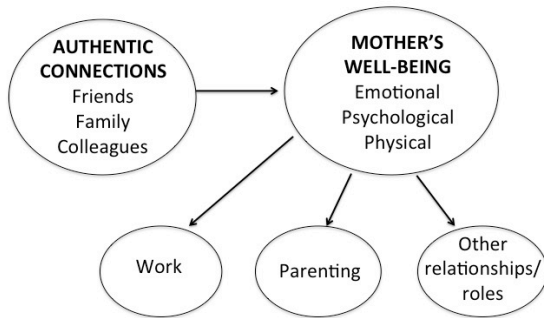 AUTHENTIC
CONNECTIONS
Friends
Family
Colleagues
MOTHER'S
WELL-BEING
Emotional
Psychological
Physical
Work
Parenting
Other
relationships/
roles